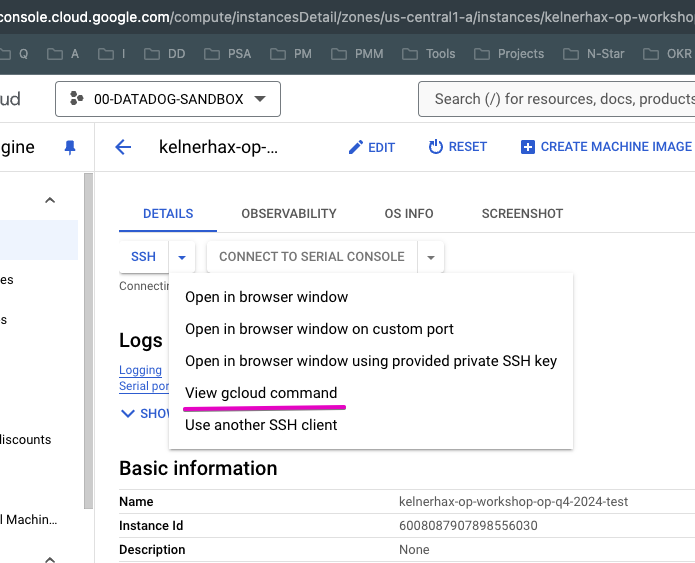 console.cloud.google.com/compute/instancesDetail/zones/us-central1-a/instances/kelnerhax-op-worksho
Q A I DD PSA PM PMM Tools Projects N-Star OKR
ud 00-DATADOG-SANDBOX Search (/) for resources, docs, products
gine kelnerhax-op-... EDIT RESET CREATE MACHINE IMAGE
DETAILS OBSERVABILITY OS INFO SCREENSHOT
SSH CONNECT TO SERIAL CONSOLE
es
Connectin
Open in browser window
s
Open in browser window on custom port
Logs
Open in browser window using provided private SSH key
Logging
Serial por
View gcloud command
SHOW
Use another SSH client
discounts
Basic information
Name kelnerhax-op-workshop-op-q4-2024-test
l Machin...
Instance Id 6008087907898556030
Description None